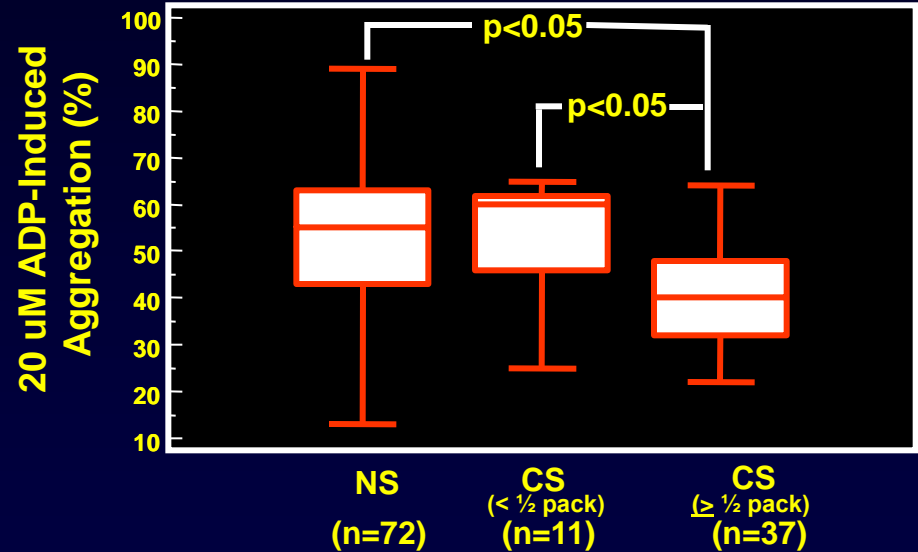 20 uM ADP-Induced
Aggregation (%)
100
90
80
70
60
50
40
30
20
10
p<0.05
p<0.05
NS
(n=72)
CS
(< ½ pack)
(n=11)
CS
(≥ ½ pack)
(n=37)